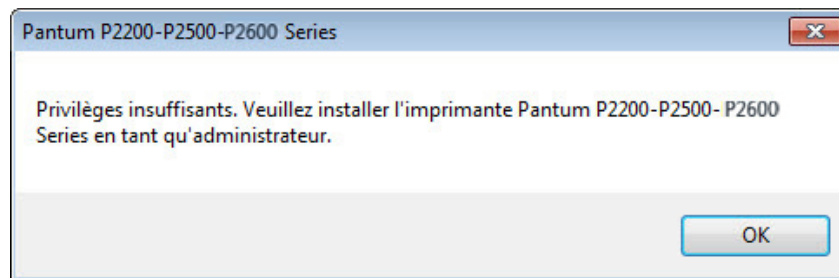 Pantum P2200-P2500-P2600 Series
Privilèges insuffisants. Veuillez installer l'imprimante Pantum P2200-P2500- P2600
Series en tant qu'administrateur.
OK